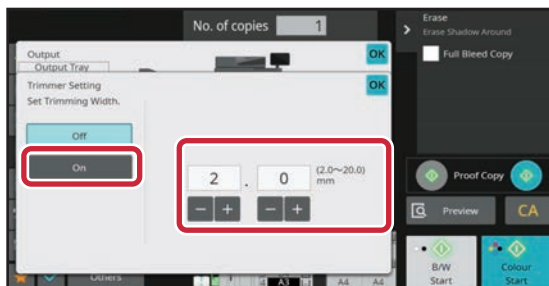 No. of copies 1
Output
OK
Output Tray
Trimmer Setting
OK
Set Trimming Width.
Off
On
2 . 0 (2.0~20.0)
mm
− + − +
Others
A3
A4 A4
Erase
Erase Shadow Around
Full Bleed Copy
Proof Copy
Preview CA
B/W
Start
Colour
Start